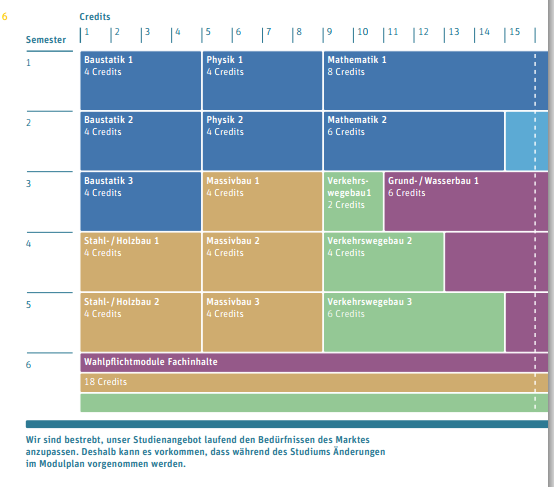 6
Credits
Semester
1 2 3 4 5 6 7 8 9 10 11 12 13 14 15
1
Baustatik 1
4 Credits
Physik 1
4 Credits
Mathematik 1
8 Credits
2
Baustatik 2
4 Credits
Physik 2
4 Credits
Mathematik 2
6 Credits
3
Baustatik 3
4 Credits
Massivbau 1
4 Credits
Verkehrs-
wegebau1
2 Credits
Grund-/Wasserbau 1
6 Credits
4
Stahl-/Holzbau 1
4 Credits
Massivbau 2
4 Credits
Verkehrswegebau 2
4 Credits
5
Stahl-/Holzbau 2
4 Credits
Massivbau 3
4 Credits
Verkehrswegebau 3
6 Credits
6
Wahlpflichtmodule Fachinhalte
18 Credits
Wir sind bestrebt, unser Studienangebot laufend den Bedürfnissen des Marktes
anzupassen. Deshalb kann es vorkommen, dass während des Studiums Änderungen
im Modulplan vorgenommen werden.